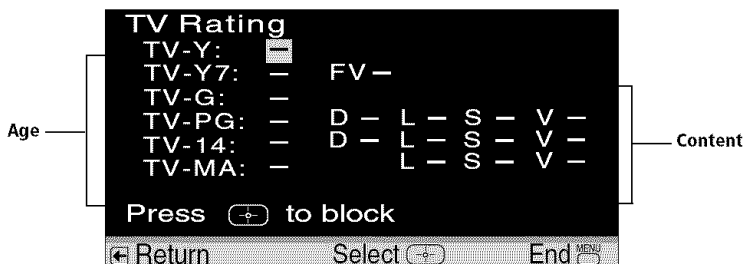 TV Rating
TV-Y: –
TV-Y7: – FV –
TV-G: –
TV-PG: – D – L – S – V –
TV-14: – D – L – S – V –
TV-MA: – L – S – V –
Age
Content
Press to block
Return Select End MENU